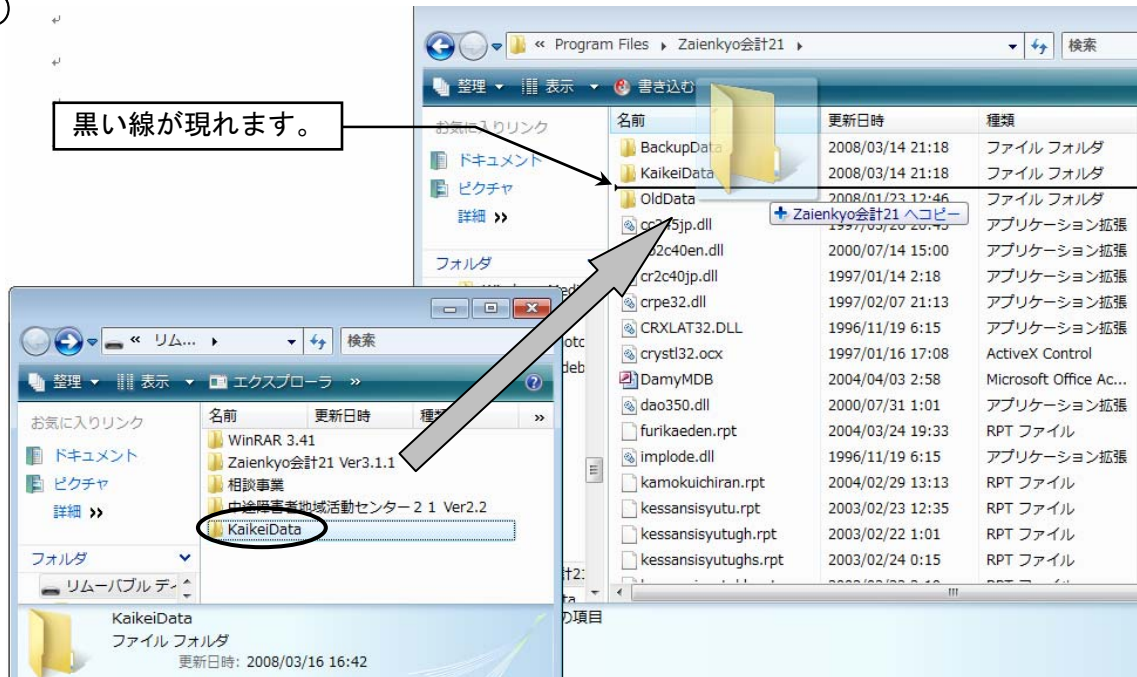 « Program Files ▸ Zaienkyo会計21 ▸
検索
整理 表示 書き込む
黒い線が現れます。
お気に入りリンク
ドキュメント
ピクチャ
詳細 »
フォルダ
名前 更新日時 種類
BackupData 2008/03/14 21:18 ファイル フォルダ
KaikeiData 2008/03/14 21:18 ファイル フォルダ
OldData 2008/01/23 12:46 ファイル フォルダ
Zaienkyo会計21 へコピー
アプリケーション拡張
2000/07/14 15:00 アプリケーション拡張
cr2c40jp.dll 1997/01/14 2:18 アプリケーション拡張
crpe32.dll 1997/02/07 21:13 アプリケーション拡張
CRXLAT32.DLL 1996/11/19 6:15 アプリケーション拡張
crystl32.ocx 1997/01/16 17:08 ActiveX Control
DamyMDB 2004/04/03 2:58 Microsoft Office Ac...
dao350.dll 2000/07/31 1:01 アプリケーション拡張
furikaeden.rpt 2004/03/24 19:33 RPT ファイル
implode.dll 1996/11/19 6:15 アプリケーション拡張
kamokuichiran.rpt 2004/02/29 13:13 RPT ファイル
kessansisyutu.rpt 2003/02/23 12:35 RPT ファイル
kessansisyutugh.rpt 2003/02/22 1:01 RPT ファイル
kessansisyutughs.rpt 2003/02/24 0:15 RPT ファイル
の項目
« リム... ▸
検索
整理 表示 エクスプローラ »
お気に入りリンク
ドキュメント
ピクチャ
詳細 »
フォルダ
リムーバブル ディ
名前 更新日時 種類 »
WinRAR 3.41
Zaienkyo会計21 Ver3.1.1
相談事業
中途障害者地域活動センター21 Ver2.2
KaikeiData
KaikeiData
ファイル フォルダ
更新日時: 2008/03/16 16:42